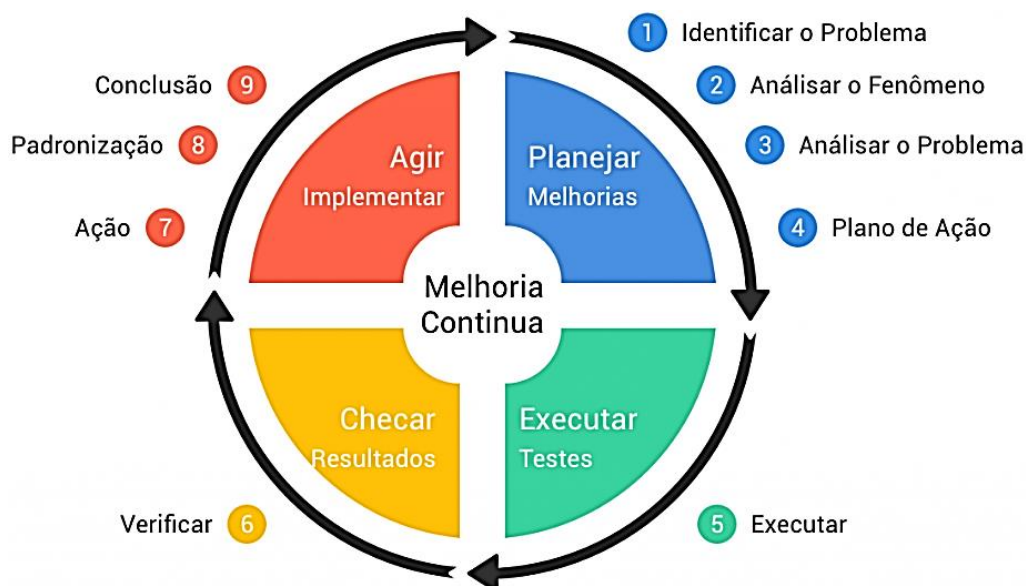 1 Identificar o Problema
2 Análisar o Fenômeno
3 Análisar o Problema
4 Plano de Ação
5 Executar
Verificar 6
Ação 7
Padronização 8
Conclusão 9
Agir
Implementar
Planejar
Melhorias
Melhoria
Continua
Checar
Resultados
Executar
Testes